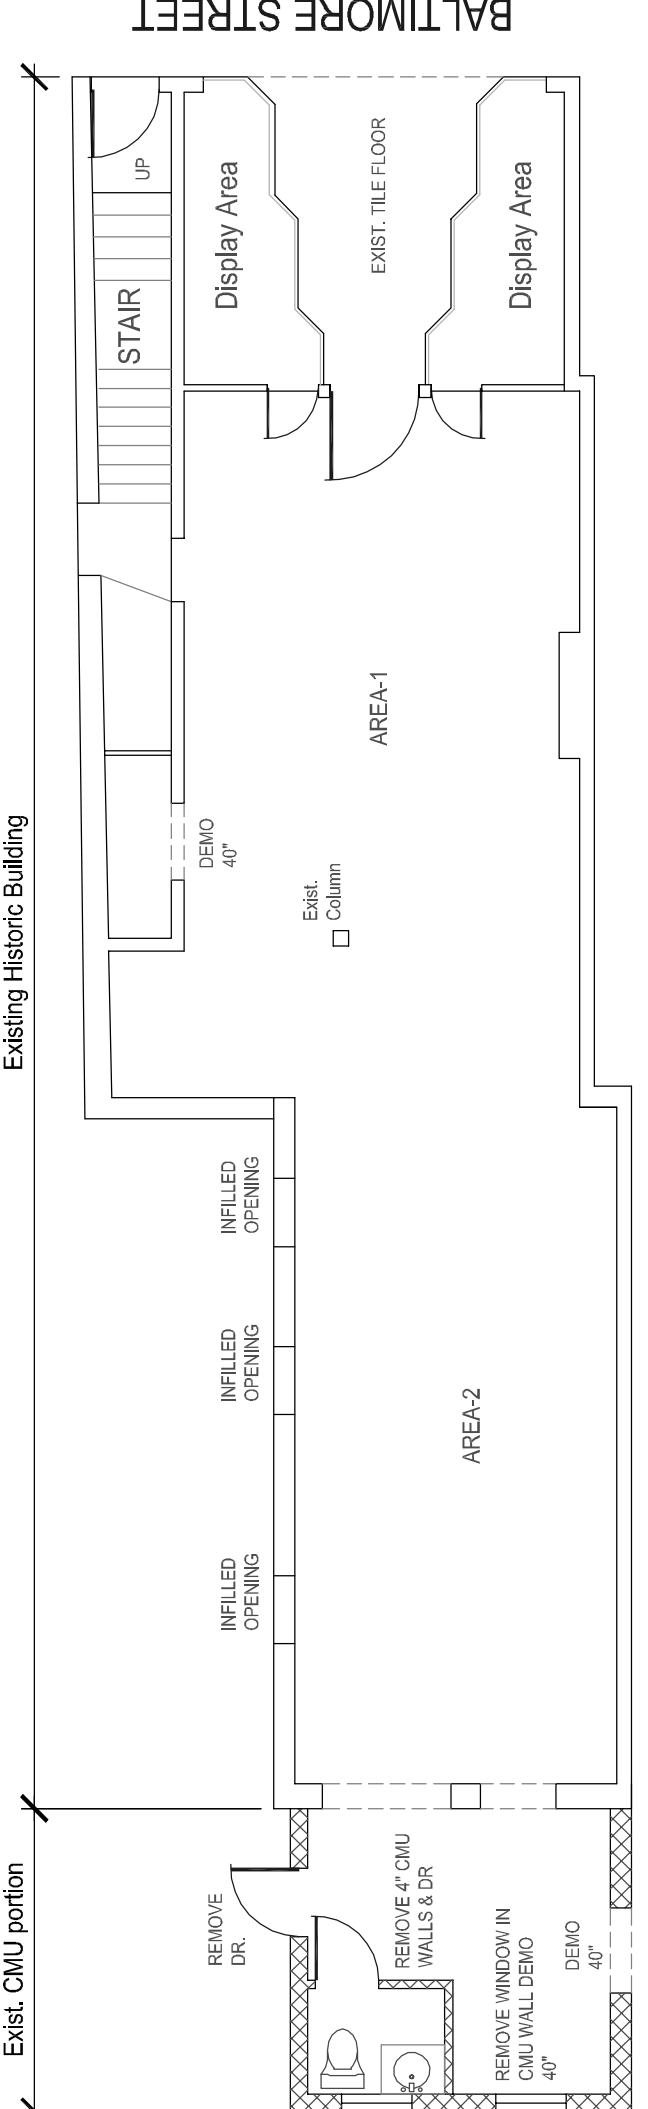 BALTIMORE STREET
UP
STAIR
Display Area
EXIST. TILE FLOOR
Display Area
AREA-1
Existing Historic Building
DEMO
40"
Exist.
Column
INFILLED
OPENING
INFILLED
OPENING
AREA-2
INFILLED
OPENING
Exist. CMU portion
REMOVE
DR.
REMOVE 4" CMU
WALLS & DR
REMOVE WINDOW IN
CMU WALL DEMO
40"
DEMO
40"